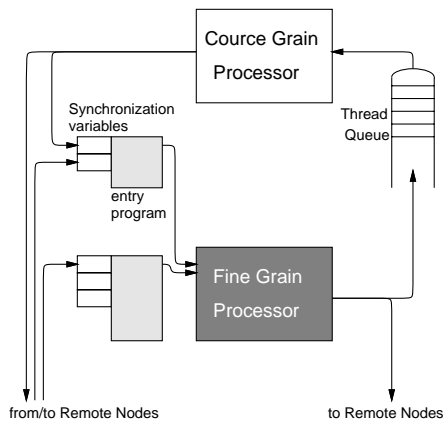 Cource Grain
Processor
Synchronization
variables
Thread
Queue
entry
program
Fine Grain
Processor
from/to Remote Nodes
to Remote Nodes